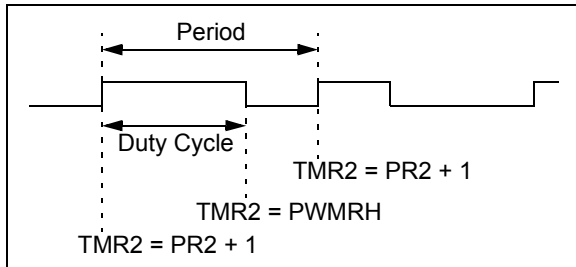 Period
Duty Cycle
TMR2 = PR2 + 1
TMR2 = PWMRH
TMR2 = PR2 + 1